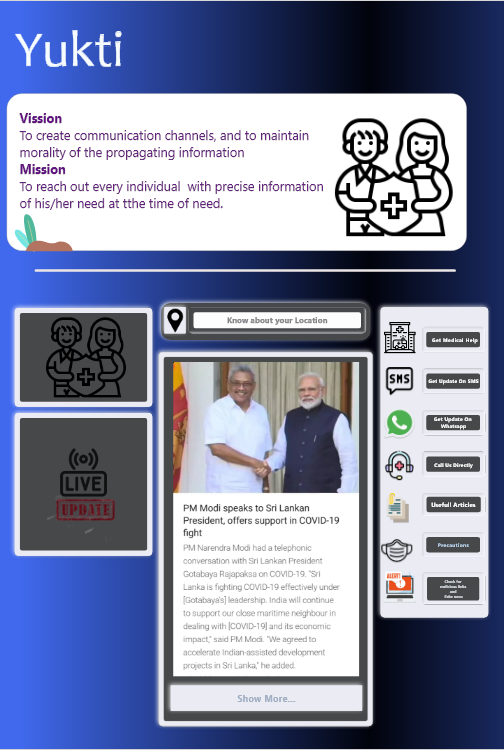 Yukti
Vission
To create communication channels, and to maintain
morality of the propagating information
Mission
To reach out every individual with precise information
of his/her need at tthe time of need.
Know about your Location
LIVE
UPDATE
PM Modi speaks to Sri Lankan
President, offers support in COVID-19
fight
PM Narendra Modi had a telephonic
conversation with Sri Lankan President
Gotabaya Rajapaksa on COVID-19. "Sri
Lanka is fighting COVID-19 effectively under
[Gotabaya's] leadership. India will continue
to support our close maritime neighbour in
dealing with [COVID-19] and its economic
impact," said PM Modi. "We agreed to
accelerate Indian-assisted development
projects in Sri Lanka," he added.
Show More...
Get Medical Help
SMS
Get Update On SMS
Get Update On
Whatsapp
Call Us Directly
Usefull Articles
Precautions
ALERT!
Check for
malicious links
and
Fake news